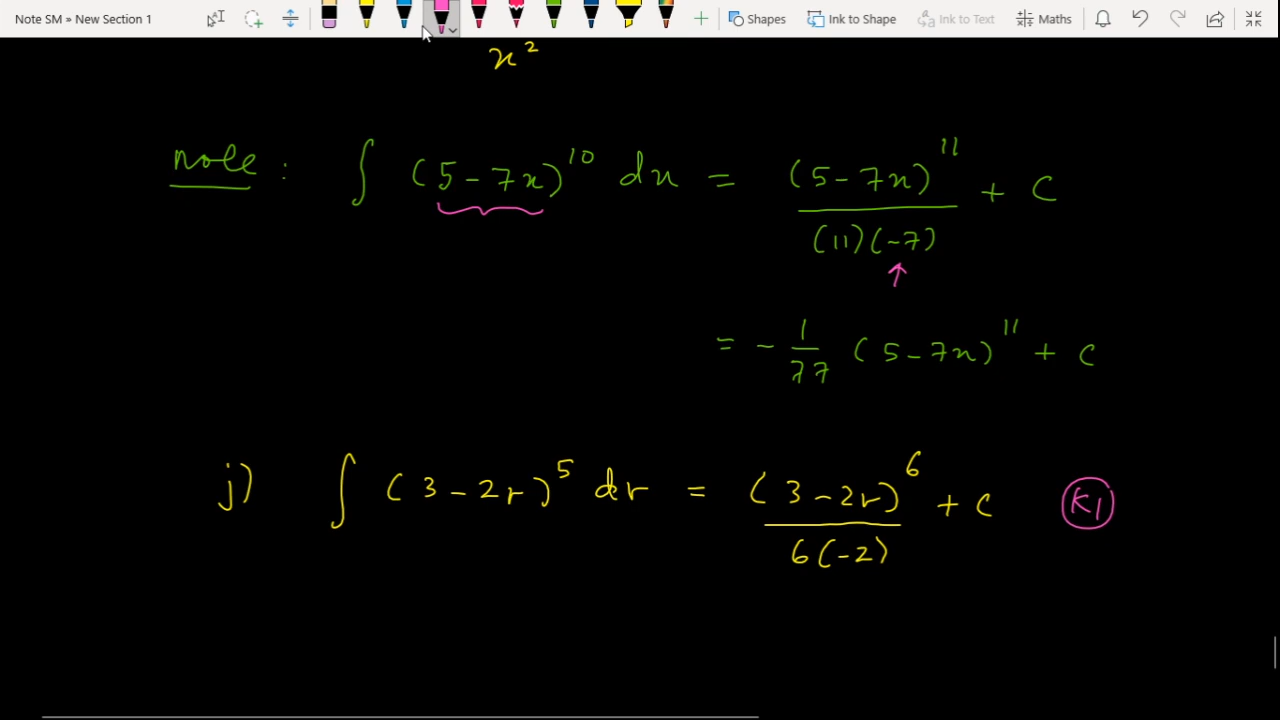 Note SM » New Section 1
Shapes
Ink to Shape
Ink to Text
Maths
x²
note : ∫ (5 - 7x)¹⁰ dx = (5 - 7x)¹¹ / (11)(-7) + C
= - 1/77 (5 - 7x)¹¹ + C
j) ∫ (3 - 2r)⁵ dr = (3 - 2r)⁶ / 6(-2) + C K1